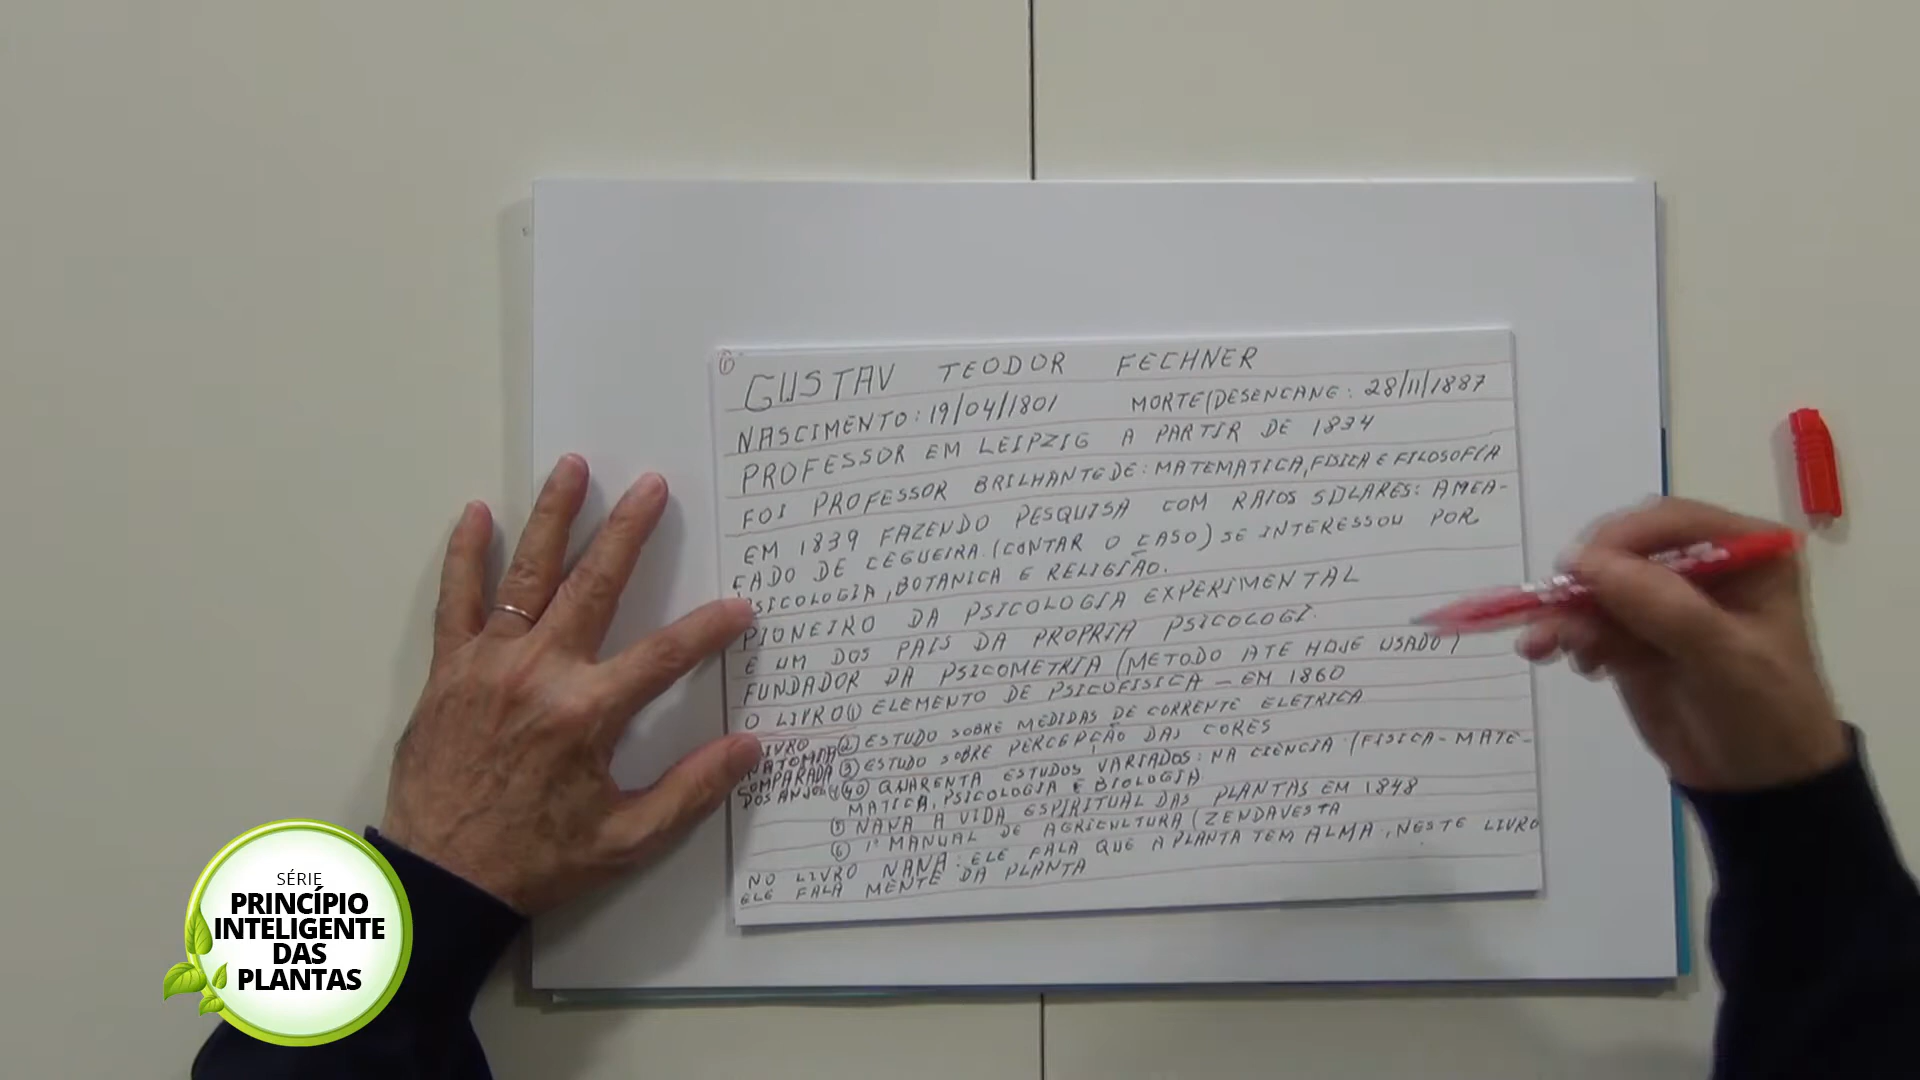 ①
GUSTAV TEODOR FECHNER
NASCIMENTO: 19/04/1801 MORTE/DESENCANE: 28/11/1887
PROFESSOR EM LEIPZIG A PARTIR DE 1834
FOI PROFESSOR BRILHANTE DE: MATEMATICA, FISICA E FILOSOFIA
EM 1839 FAZENDO PESQUISA COM RAIOS SOLARES: AMEA-
ÇADO DE CEGUEIRA. (CONTAR O CASO) SE INTERESSOU POR
PSICOLOGIA, BOTANICA E RELIGIÃO.
PIONEIRO DA PSICOLOGIA EXPERIMENTAL
E UM DOS PAIS DA PROPRIA PSICOLOGI.
FUNDADOR DA PSICOMETRIA (METODO ATE HOJE USADO)
O LIVRO ① ELEMENTO DE PSICOFISICA - EM 1860
LIVRO ② ESTUDO SOBRE MEDIDAS DE CORRENTE ELETRICA
ANATOMIA ③ ESTUDO SOBRE PERCEPÇÃO DAS CORES
COMPARADA
DOS ANJOS ④ (40) QUARENTA ESTUDOS VARIADOS: NA CIÊNCIA (FISICA-MATE-
MATICA, PSICOLOGIA E BIOLOGIA
⑤ NANA A VIDA ESPIRITUAL DAS PLANTAS EM 1848
⑥ 1º MANUAL DE AGRICULTURA (ZENDAVESTA
NO LIVRO NANA: ELE FALA QUE A PLANTA TEM ALMA, NESTE LIVRO
ELE FALA MENTE DA PLANTA
SÉRIE
PRINCÍPIO
INTELIGENTE
DAS
PLANTAS